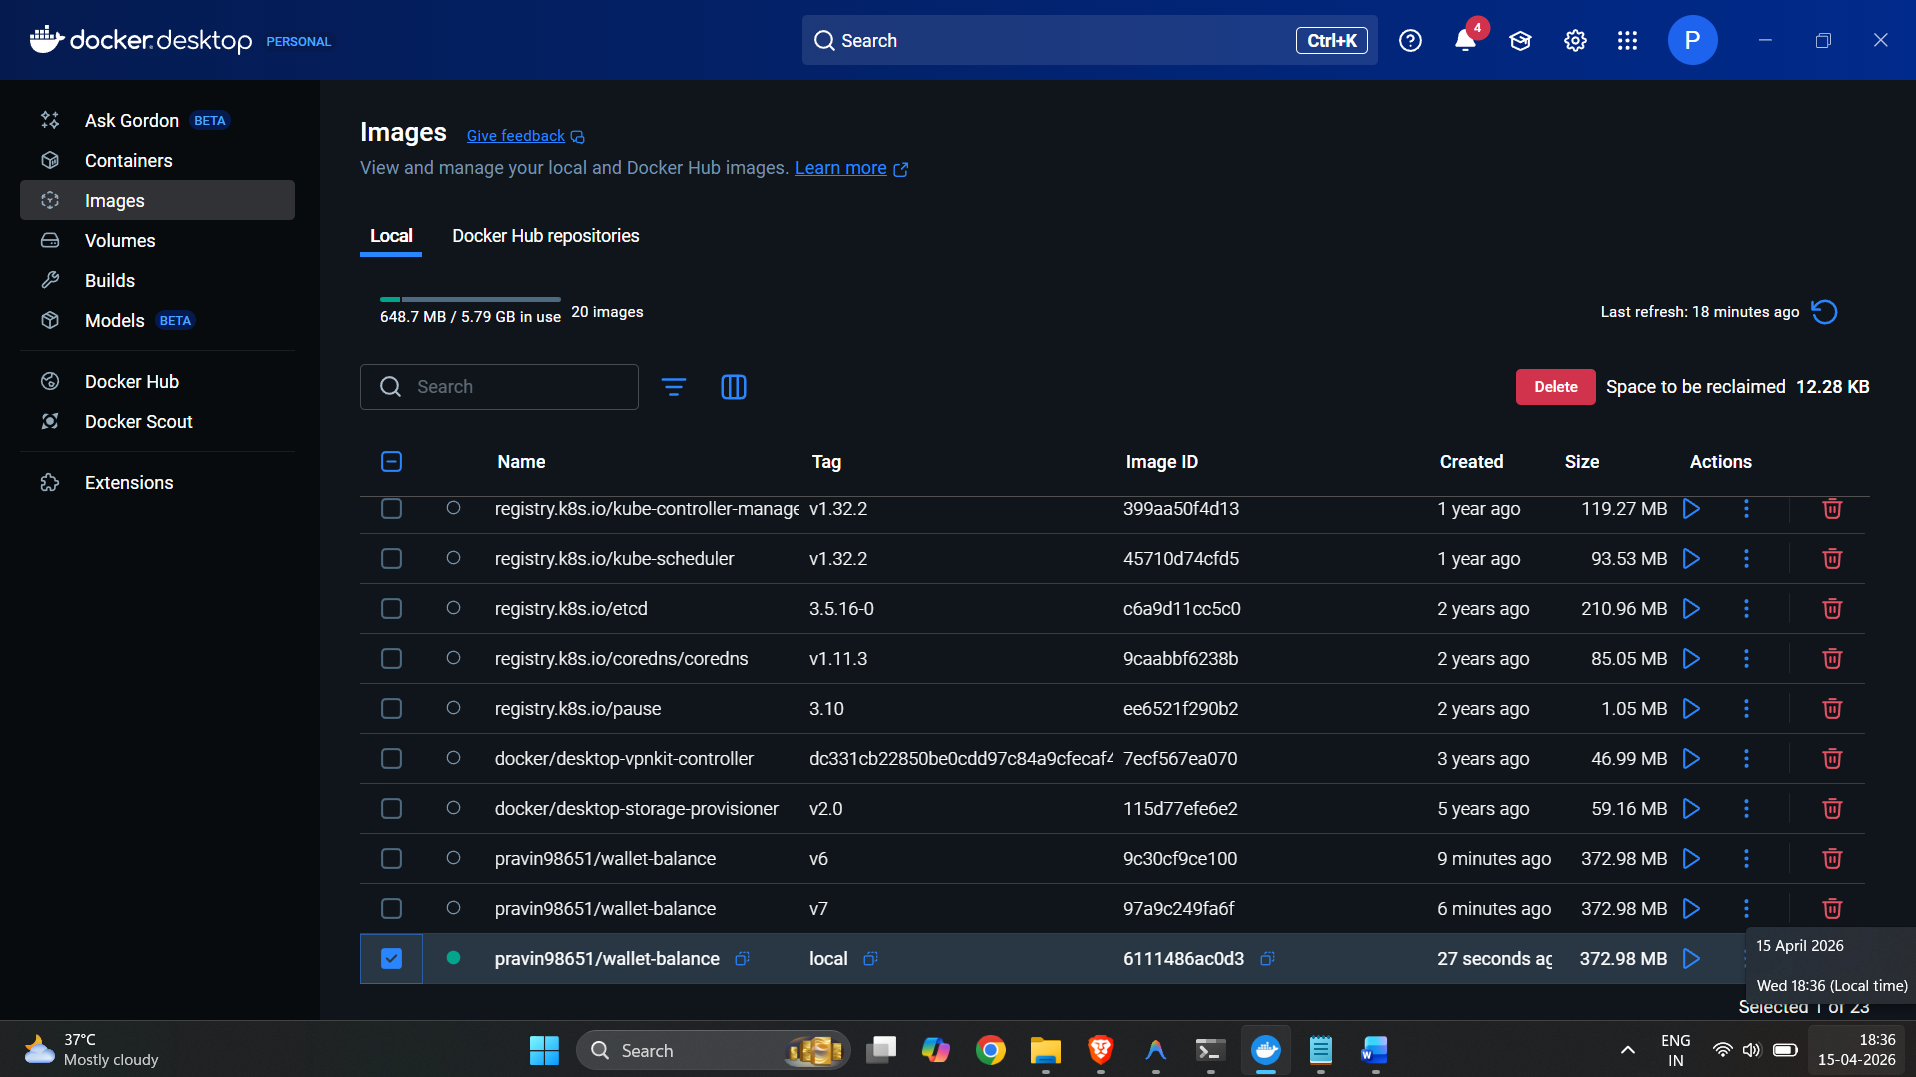 docker.desktop PERSONAL
Search Ctrl+K
4
P
Ask Gordon BETA
Containers
Images
Volumes
Builds
Models BETA
Docker Hub
Docker Scout
Extensions
Images Give feedback
View and manage your local and Docker Hub images. Learn more
Local Docker Hub repositories
648.7 MB / 5.79 GB in use 20 images
Last refresh: 18 minutes ago
Search
Delete Space to be reclaimed 12.28 KB
Name Tag Image ID Created Size Actions
registry.k8s.io/kube-controller-manage v1.32.2 399aa50f4d13 1 year ago 119.27 MB
registry.k8s.io/kube-scheduler v1.32.2 45710d74cfd5 1 year ago 93.53 MB
registry.k8s.io/etcd 3.5.16-0 c6a9d11cc5c0 2 years ago 210.96 MB
registry.k8s.io/coredns/coredns v1.11.3 9caabbf6238b 2 years ago 85.05 MB
registry.k8s.io/pause 3.10 ee6521f290b2 2 years ago 1.05 MB
docker/desktop-vpnkit-controller dc331cb22850be0cdd97c84a9cfecaf4 7ecf567ea070 3 years ago 46.99 MB
docker/desktop-storage-provisioner v2.0 115d77efe6e2 5 years ago 59.16 MB
pravin98651/wallet-balance v6 9c30cf9ce100 9 minutes ago 372.98 MB
pravin98651/wallet-balance v7 97a9c249fa6f 6 minutes ago 372.98 MB
pravin98651/wallet-balance local 6111486ac0d3 27 seconds ag 372.98 MB
15 April 2026
Wed 18:36 (Local time)
Selected 1 of 23
37°C
Mostly cloudy
Search
ENG
IN
18:36
15-04-2026